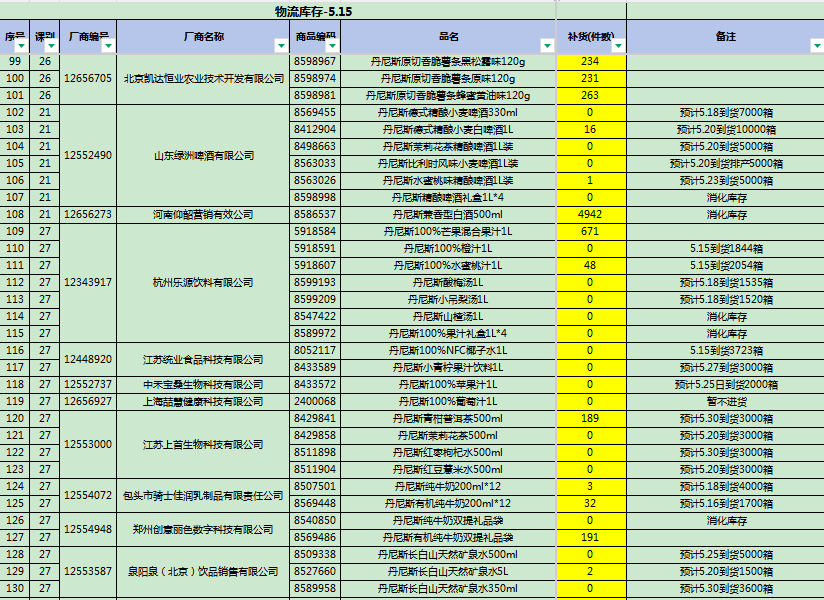 物流库存-5.15
序号 课别 厂商编号 厂商名称 商品编码 品名 补货(件数) 备注
99 26 12656705 北京凯达恒业农业技术开发有限公司 8598967 丹尼斯原切香脆薯条黑松露味120g 234
100 26 8598974 丹尼斯原切香脆薯条原味120g 231
101 26 8598981 丹尼斯原切香脆薯条蜂蜜黄油味120g 263
102 21 12552490 山东绿洲啤酒有限公司 8569455 丹尼斯德式精酿小麦啤酒330ml 0 预计5.18到货7000箱
103 21 8412904 丹尼斯德式精酿小麦白啤酒1L 16 预计5.20到货10000箱
104 21 8498663 丹尼斯茉莉花茶精酿啤酒1L装 0 预计5.20到货5000箱
105 21 8563033 丹尼斯比利时风味小麦啤酒1L装 0 预计5.20到货排产5000箱
106 21 8563026 丹尼斯水蜜桃味精酿啤酒1L装 1 预计5.23到货5000箱
107 21 8598998 丹尼斯精酿啤酒礼盒1L*4 0 消化库存
108 21 12656273 河南仰韶营销有效公司 8586537 丹尼斯兼香型白酒500ml 4942 消化库存
109 27 12343917 杭州乐源饮料有限公司 5918584 丹尼斯100%芒果混合果汁1L 671
110 27 5918591 丹尼斯100%橙汁1L 0 5.15到货1844箱
111 27 5918607 丹尼斯100%水蜜桃汁1L 48 5.15到货2054箱
112 27 8599193 丹尼斯酸梅汤1L 0 预计5.18到货1535箱
113 27 8599209 丹尼斯小吊梨汤1L 0 预计5.18到货1520箱
114 27 8547422 丹尼斯山楂汤1L 0 消化库存
115 27 8589972 丹尼斯100%果汁礼盒1L*4 0 消化库存
116 27 12448920 江苏统业食品科技有限公司 8052117 丹尼斯100%NFC椰子水1L 0 5.15到货3723箱
117 27 8433589 丹尼斯小青柠果汁饮料1L 0 预计5.27到货3000箱
118 27 12552737 中禾宝桑生物科技有限公司 8433572 丹尼斯100%苹果汁1L 0 预计5.25日到货2000箱
119 27 12656927 上海喆慧健康科技有限公司 2400068 丹尼斯100%葡萄汁1L 0 暂不进货
120 27 12553000 江苏上首生物科技有限公司 8429841 丹尼斯青柑普洱茶500ml 189 预计5.30到货3000箱
121 27 8429858 丹尼斯茉莉花茶500ml 0 预计5.20到货3000箱
122 27 8511898 丹尼斯红枣枸杞水500ml 0 预计5.30到货3000箱
123 27 8511904 丹尼斯红豆薏米水500ml 0 预计5.20到货3000箱
124 27 12554072 包头市骑士佳润乳制品有限责任公司 8507501 丹尼斯纯牛奶200ml*12 3 预计5.18到货4000箱
125 27 8569448 丹尼斯有机纯牛奶200ml*12 32 预计5.16到货1700箱
126 27 12554948 郑州创意丽色数字科技有限公司 8540850 丹尼斯纯牛奶双提礼品袋 0 消化库存
127 27 8569486 丹尼斯有机纯牛奶双提礼品袋 191
128 27 12553587 泉阳泉（北京）饮品销售有限公司 8509338 丹尼斯长白山天然矿泉水500ml 0 预计5.25到货5000箱
129 27 8527660 丹尼斯长白山天然矿泉水5L 2 预计5.20到货1500箱
130 27 8589958 丹尼斯长白山天然矿泉水350ml 0 预计5.30到货3600箱